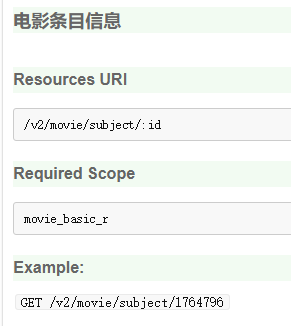 电影条目信息
Resources URI
/v2/movie/subject/:id
Required Scope
movie_basic_r
Example:
GET /v2/movie/subject/1764796